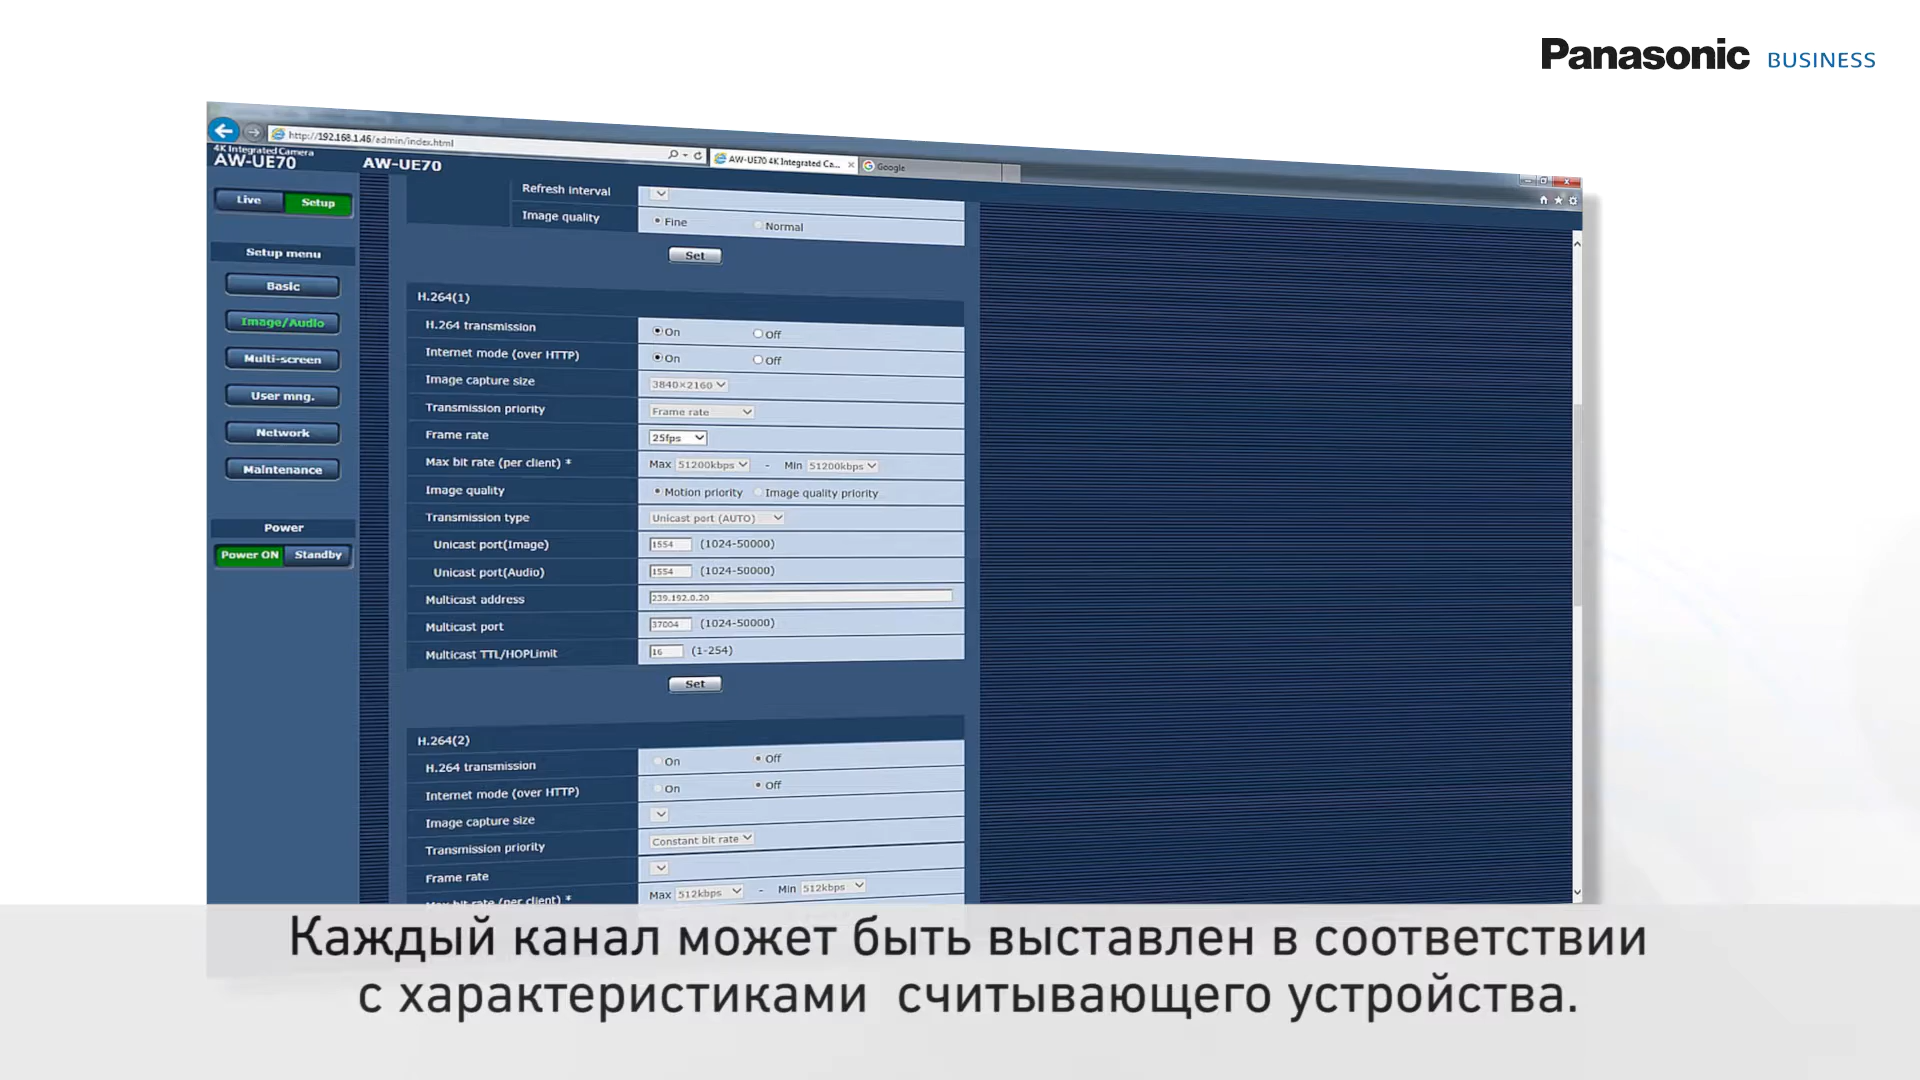 Panasonic BUSINESS
http://192.168.1.46/admin/index.html
AW-UE70 4K Integrated Ca...
Google
4K Integrated Camera
AW-UE70
AW-UE70
Live Setup
Setup menu
Basic
Image/Audio
Multi-screen
User mng.
Network
Maintenance
Power
Power ON Standby
Refresh interval
Image quality Fine Normal
Set
H.264(1)
H.264 transmission On Off
Internet mode (over HTTP) On Off
Image capture size 3840×2160
Transmission priority Frame rate
Frame rate 25fps
Max bit rate (per client) * Max 51200kbps - Min 51200kbps
Image quality Motion priority Image quality priority
Transmission type Unicast port (AUTO)
Unicast port(Image) 1554 (1024-50000)
Unicast port(Audio) 1554 (1024-50000)
Multicast address 239.192.0.20
Multicast port 37004 (1024-50000)
Multicast TTL/HOPLimit 16 (1-254)
Set
H.264(2)
H.264 transmission On Off
Internet mode (over HTTP) On Off
Image capture size
Transmission priority Constant bit rate
Frame rate
Max bit rate (per client) * Max 512kbps - Min 512kbps
Каждый канал может быть выставлен в соответствии
с характеристиками считывающего устройства.